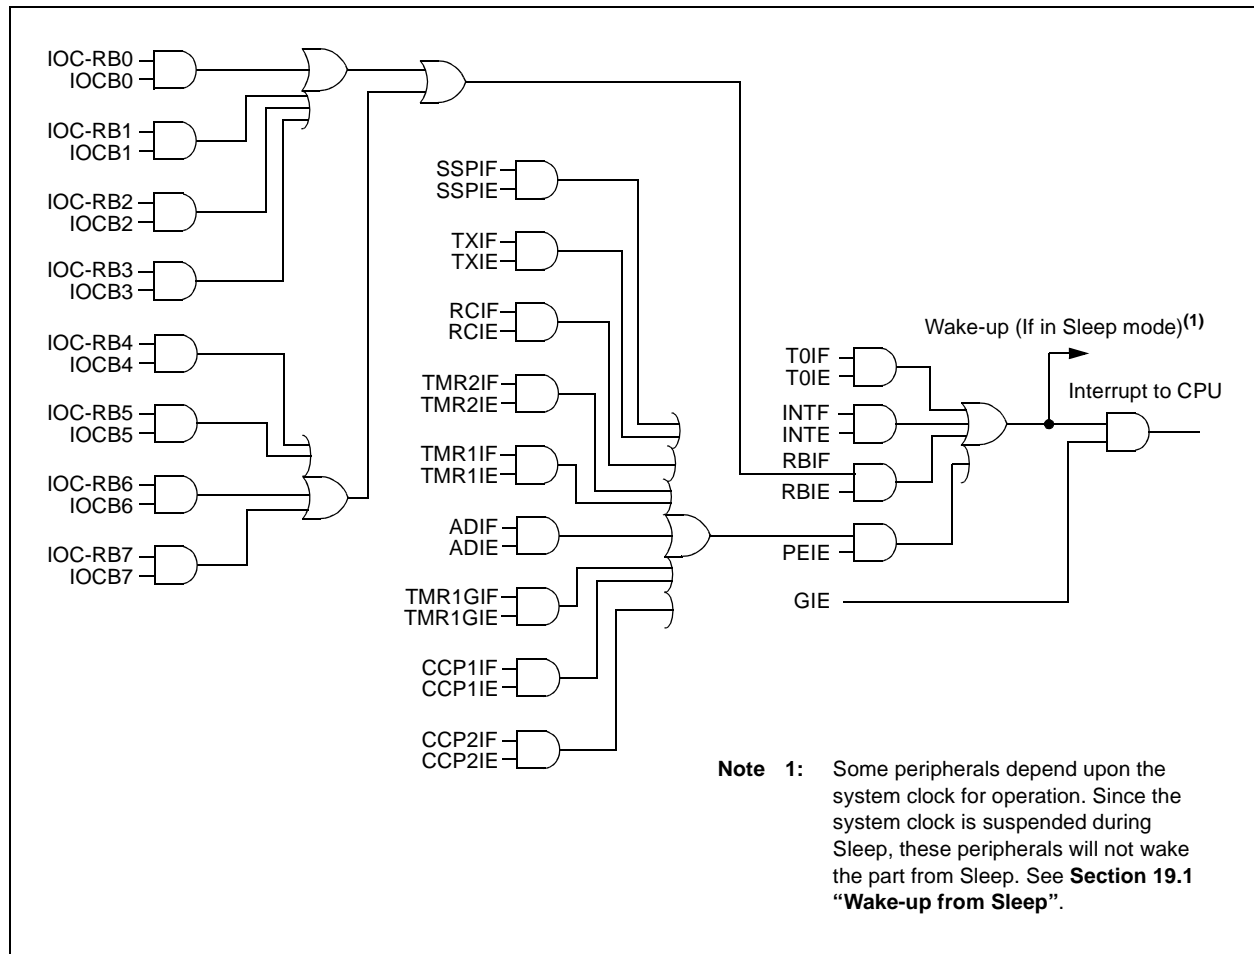 IOC-RB0
IOCB0
IOC-RB1
IOCB1
IOC-RB2
IOCB2
IOC-RB3
IOCB3
IOC-RB4
IOCB4
IOC-RB5
IOCB5
IOC-RB6
IOCB6
IOC-RB7
IOCB7
SSPIF
SSPIE
TXIF
TXIE
RCIF
RCIE
TMR2IF
TMR2IE
TMR1IF
TMR1IE
ADIF
ADIE
TMR1GIF
TMR1GIE
CCP1IF
CCP1IE
CCP2IF
CCP2IE
Wake-up (If in Sleep mode)(1)
T0IF
T0IE
Interrupt to CPU
INTF
INTE
RBIF
RBIE
PEIE
GIE
Note 1: Some peripherals depend upon the
system clock for operation. Since the
system clock is suspended during
Sleep, these peripherals will not wake
the part from Sleep. See Section 19.1
“Wake-up from Sleep”.